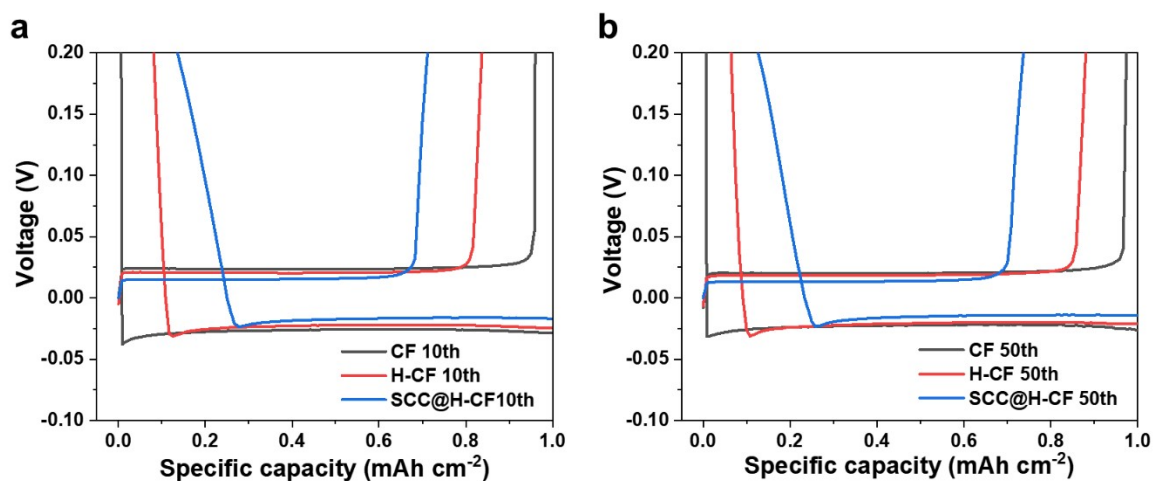 a
0.20
0.15
0.10
0.05
0.00
-0.05
-0.10
Voltage (V)
CF 10th
H-CF 10th
SCC@H-CF10th
0.0 0.2 0.4 0.6 0.8 1.0
Specific capacity (mAh cm⁻²)
b
0.20
0.15
0.10
0.05
0.00
-0.05
-0.10
Voltage (V)
CF 50th
H-CF 50th
SCC@H-CF 50th
0.0 0.2 0.4 0.6 0.8 1.0
Specific capacity (mAh cm⁻²)